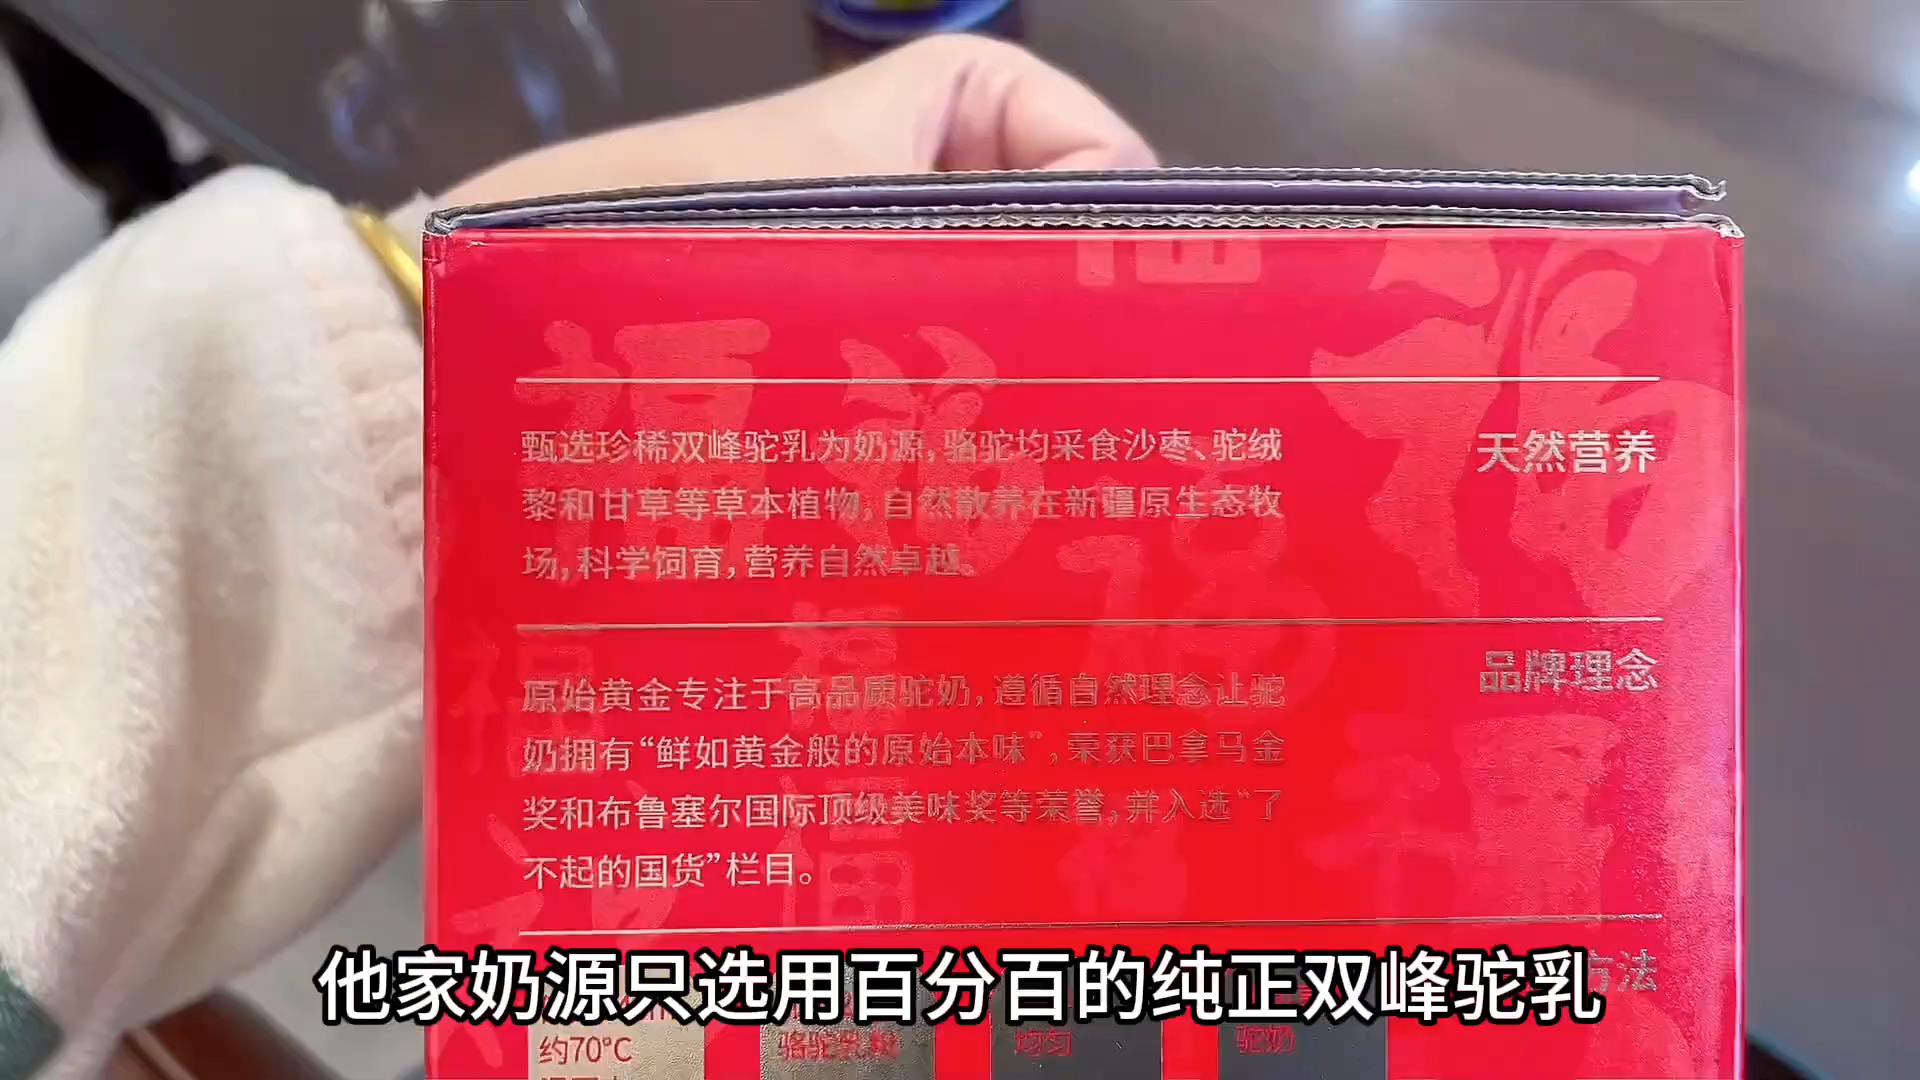 甄选珍稀双峰驼乳为奶源,骆驼均采食沙枣、驼绒
黎和甘草等草本植物,自然散养在新疆原生态牧
场,科学饲育,营养自然卓越。
天然营养
原始黄金专注于高品质驼奶,遵循自然理念让驼
奶拥有“鲜如黄金般的原始本味”,荣获巴拿马金
奖和布鲁塞尔国际顶级美味奖等荣誉,并入选“了
不起的国货”栏目。
品牌理念
方法
他家奶源只选用百分百的纯正双峰驼乳
约70°C
骆驼乳粉
均匀
驼奶
福
福
福
福